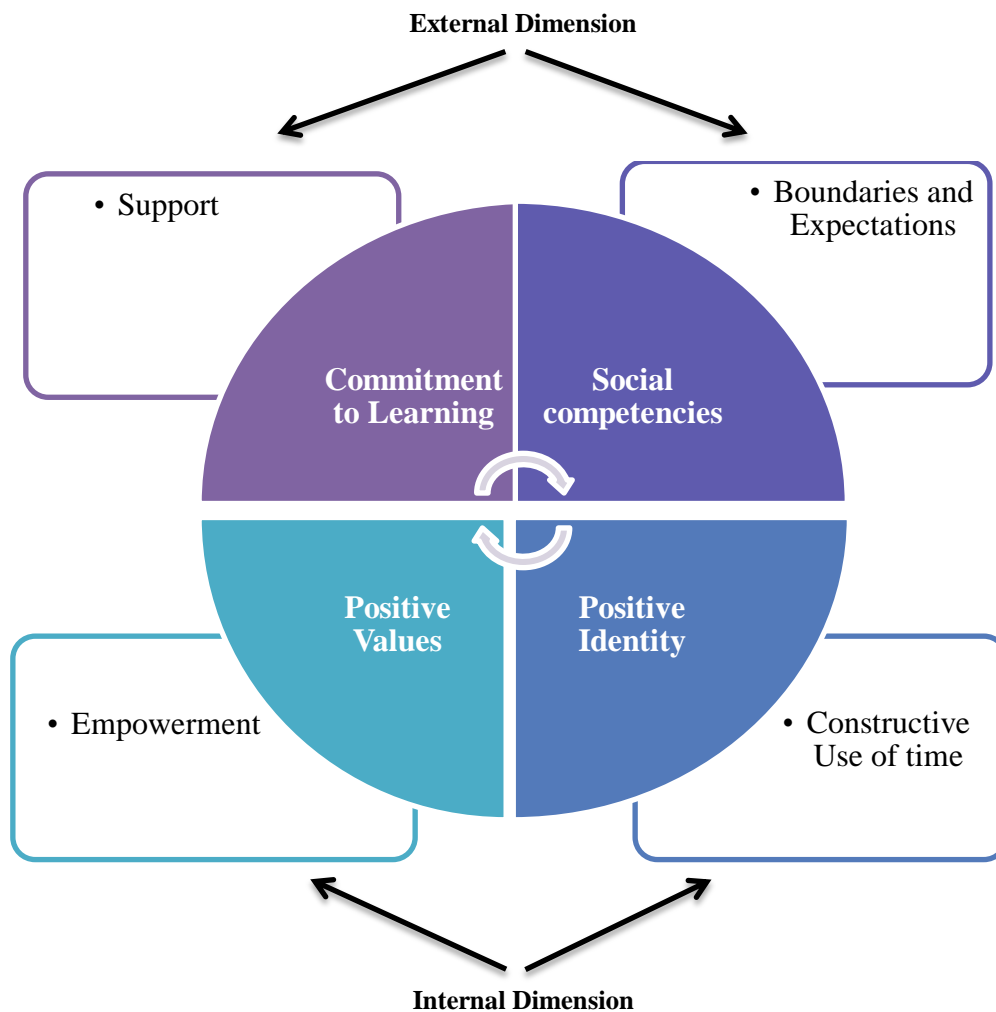 External Dimension
• Support
• Boundaries and
Expectations
Commitment
to Learning
Social
competencies
Positive
Values
Positive
Identity
• Empowerment
• Constructive
Use of time
Internal Dimension